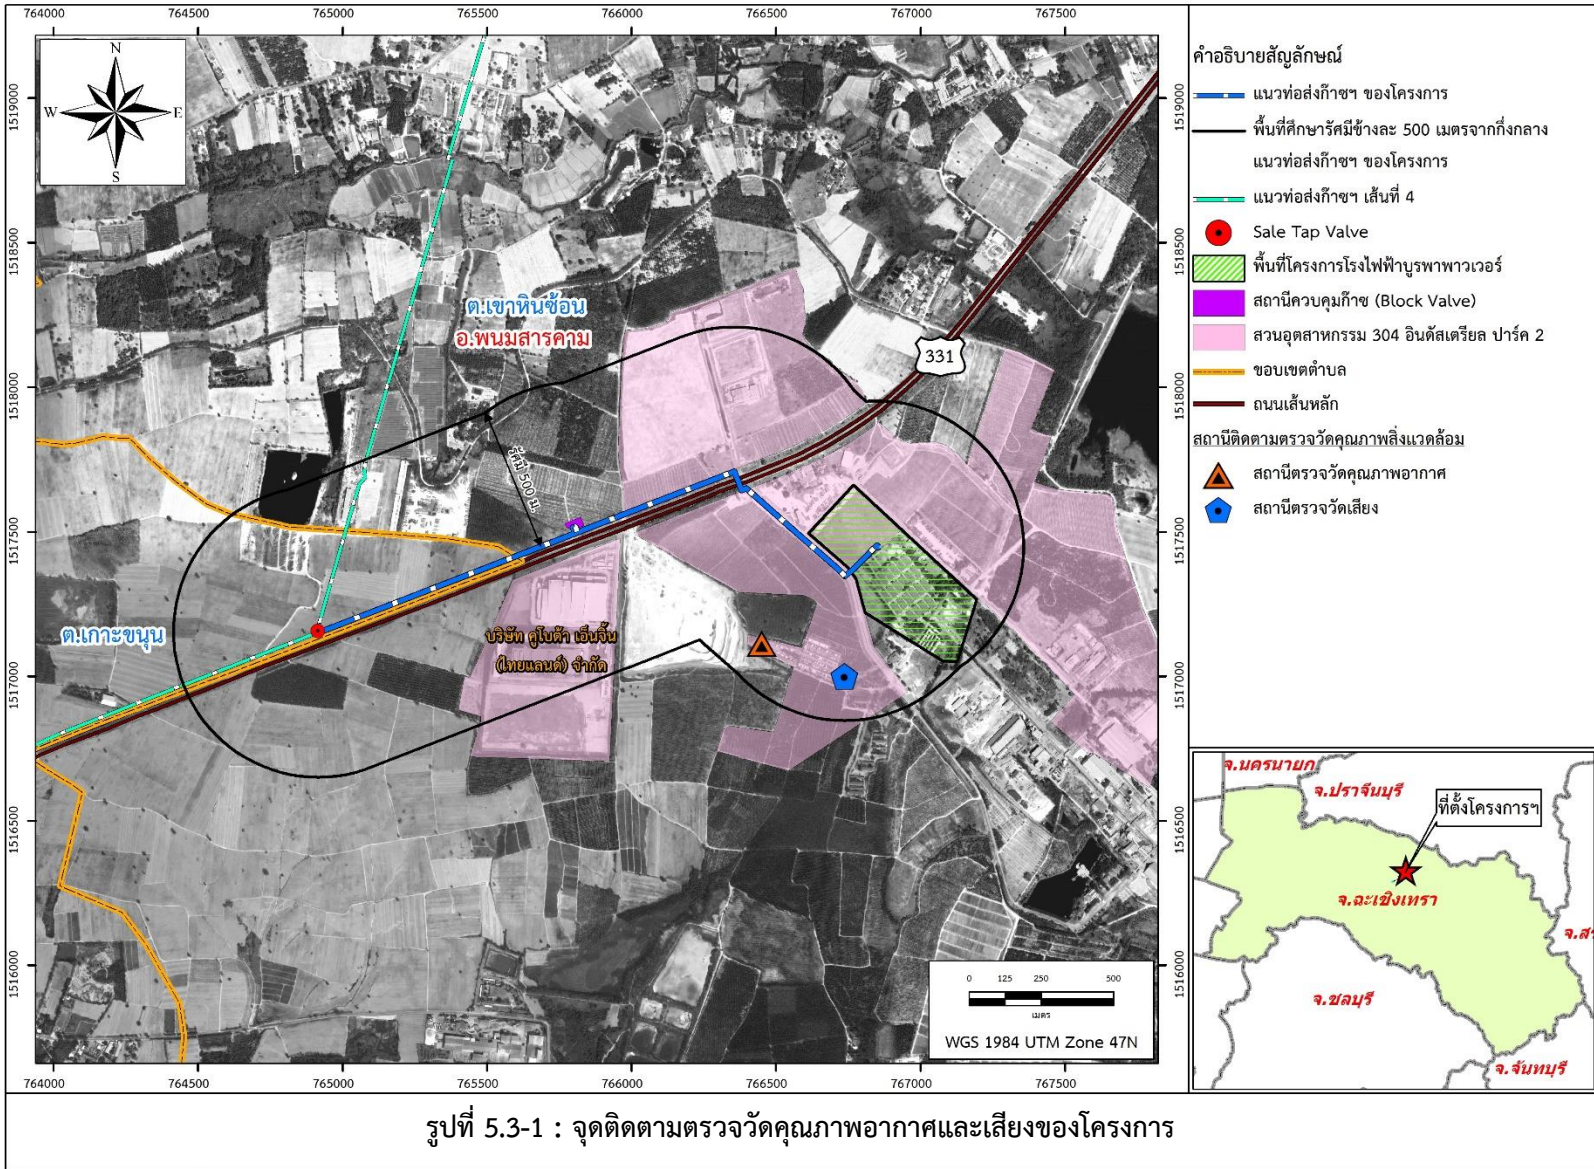 764000 764500 765000 765500 766000 766500 767000 767500
1519000
1518500
1518000
1517500
1517000
1516500
1516000
N
W E
S
ต.เขาหินซ้อน
อ.พนมสารคาม
331
รัศมี 500 ม.
ต.เกาะขนุน
บริษัท คูโบต้า เอ็นจิ้น
(ไทยแลนด์) จำกัด
0 125 250 500
เมตร
WGS 1984 UTM Zone 47N
1519000
1518500
1518000
1517500
1517000
1516500
1516000
764000 764500 765000 765500 766000 766500 767000 767500
คำอธิบายสัญลักษณ์
แนวท่อส่งก๊าซฯ ของโครงการ
พื้นที่ศึกษารัศมีข้างละ 500 เมตรจากกึ่งกลาง
แนวท่อส่งก๊าซฯ ของโครงการ
แนวท่อส่งก๊าซฯ เส้นที่ 4
Sale Tap Valve
พื้นที่โครงการโรงไฟฟ้าบูรพาพาวเวอร์
สถานีควบคุมก๊าซ (Block Valve)
สวนอุตสาหกรรม 304 อินดัสเตรียล ปาร์ค 2
ขอบเขตตำบล
ถนนเส้นหลัก
สถานีติดตามตรวจวัดคุณภาพสิ่งแวดล้อม
สถานีตรวจวัดคุณภาพอากาศ
สถานีตรวจวัดเสียง
จ.นครนายก
จ.ปราจีนบุรี
ที่ตั้งโครงการฯ
จ.ฉะเชิงเทรา
จ.สร
จ.ชลบุรี
จ.จันทบุรี
รูปที่ 5.3-1 : จุดติดตามตรวจวัดคุณภาพอากาศและเสียงของโครงการ